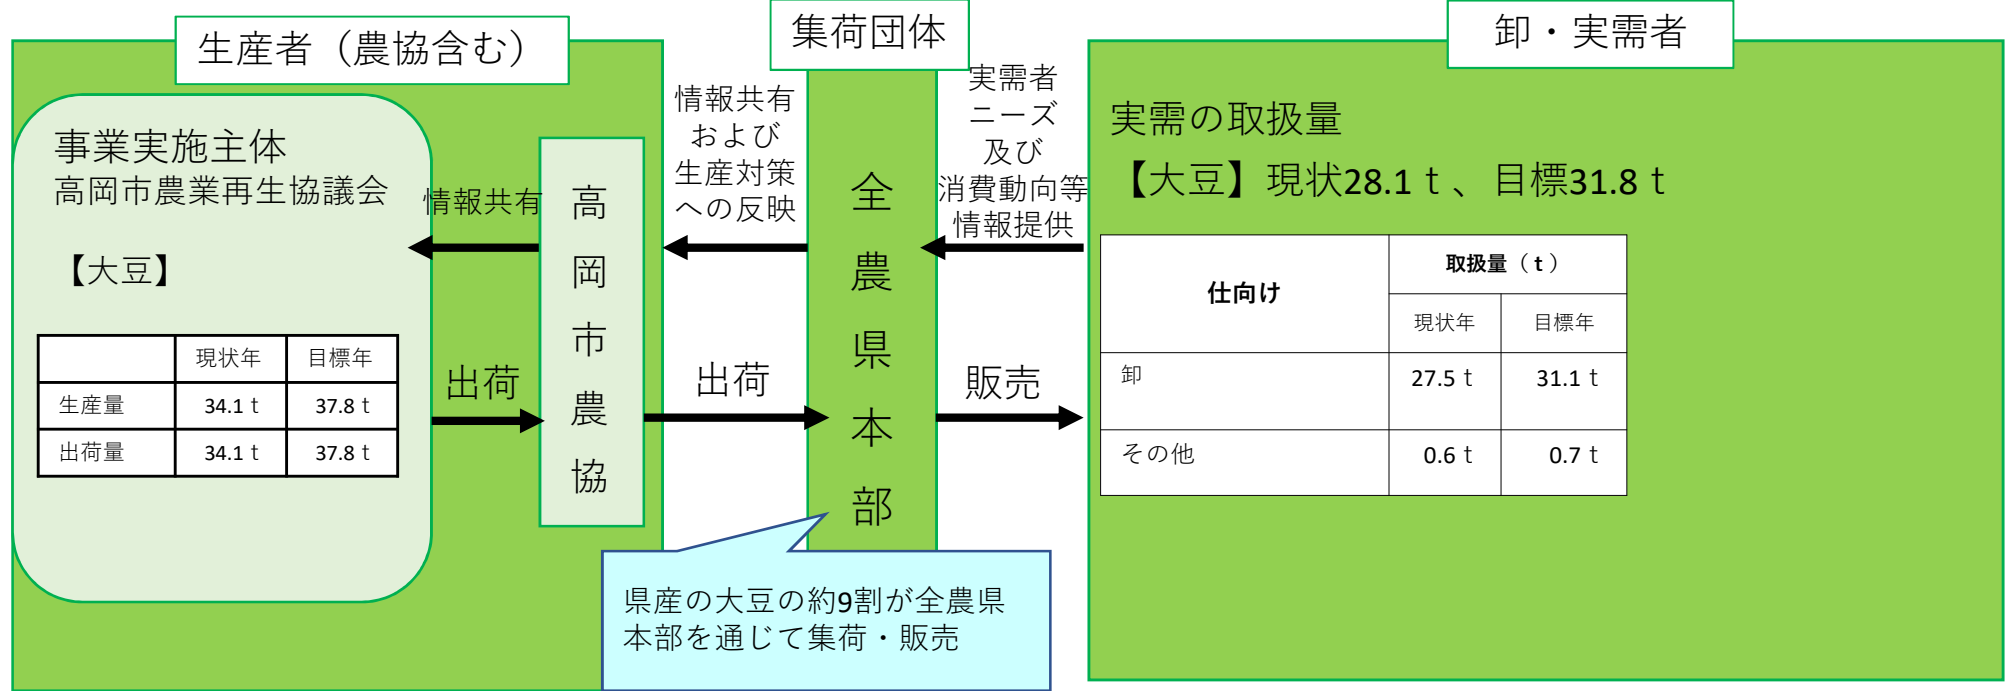 生産者（農協含む）
集荷団体
卸・実需者
事業実施主体
高岡市農業再生協議会
【大豆】
現状年 目標年
生産量 34.1ｔ 37.8ｔ
出荷量 34.1ｔ 37.8ｔ
情報共有
出荷
高岡市農協
情報共有
および
生産対策
への反映
出荷
全農県本部
実需者
ニーズ
及び
消費動向等
情報提供
販売
実需の取扱量
【大豆】現状28.1ｔ、目標31.8ｔ
仕向け 取扱量（ｔ）
現状年 目標年
卸 27.5ｔ 31.1ｔ
その他 0.6ｔ 0.7ｔ
県産の大豆の約9割が全農県
本部を通じて集荷・販売